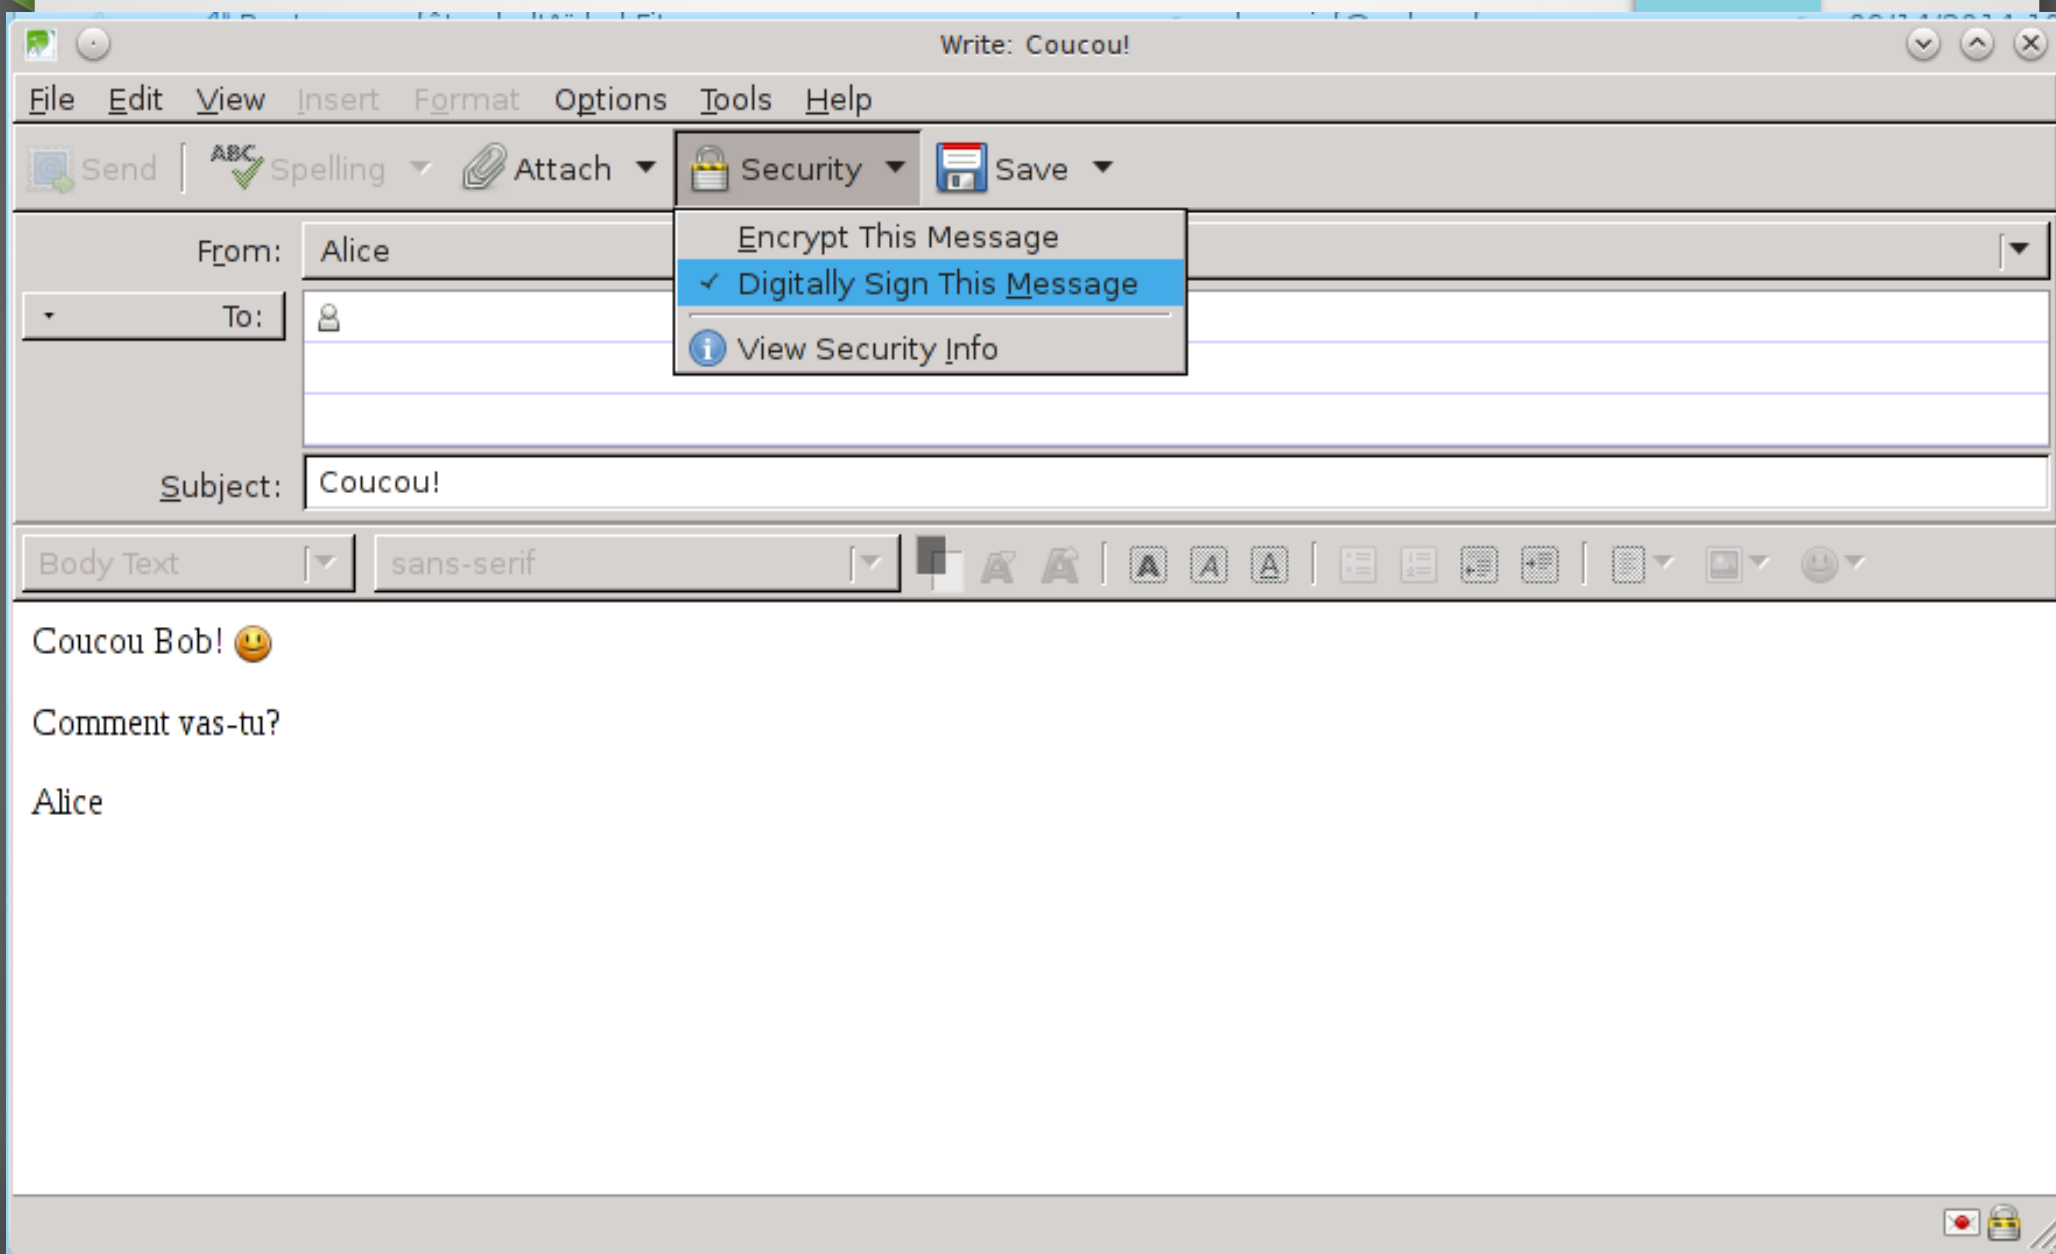 Write: Coucou!
File Edit View Insert Format Options Tools Help
Send ABC Spelling Attach Security Save
Encrypt This Message
From: Alice
Digitally Sign This Message
To:
View Security Info
Subject: Coucou!
Body Text sans-serif
Coucou Bob!
Comment vas-tu?
Alice